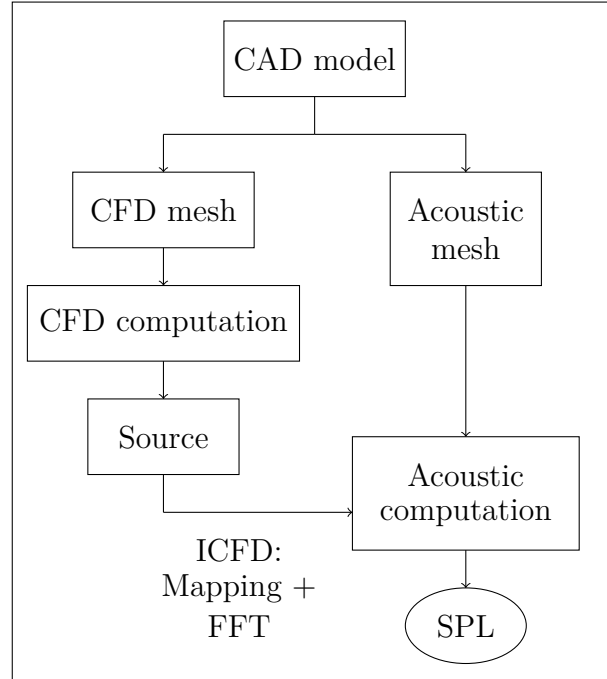 CAD model
CFD mesh
Acoustic
mesh
CFD computation
Source
Acoustic
computation
ICFD:
Mapping +
FFT
SPL